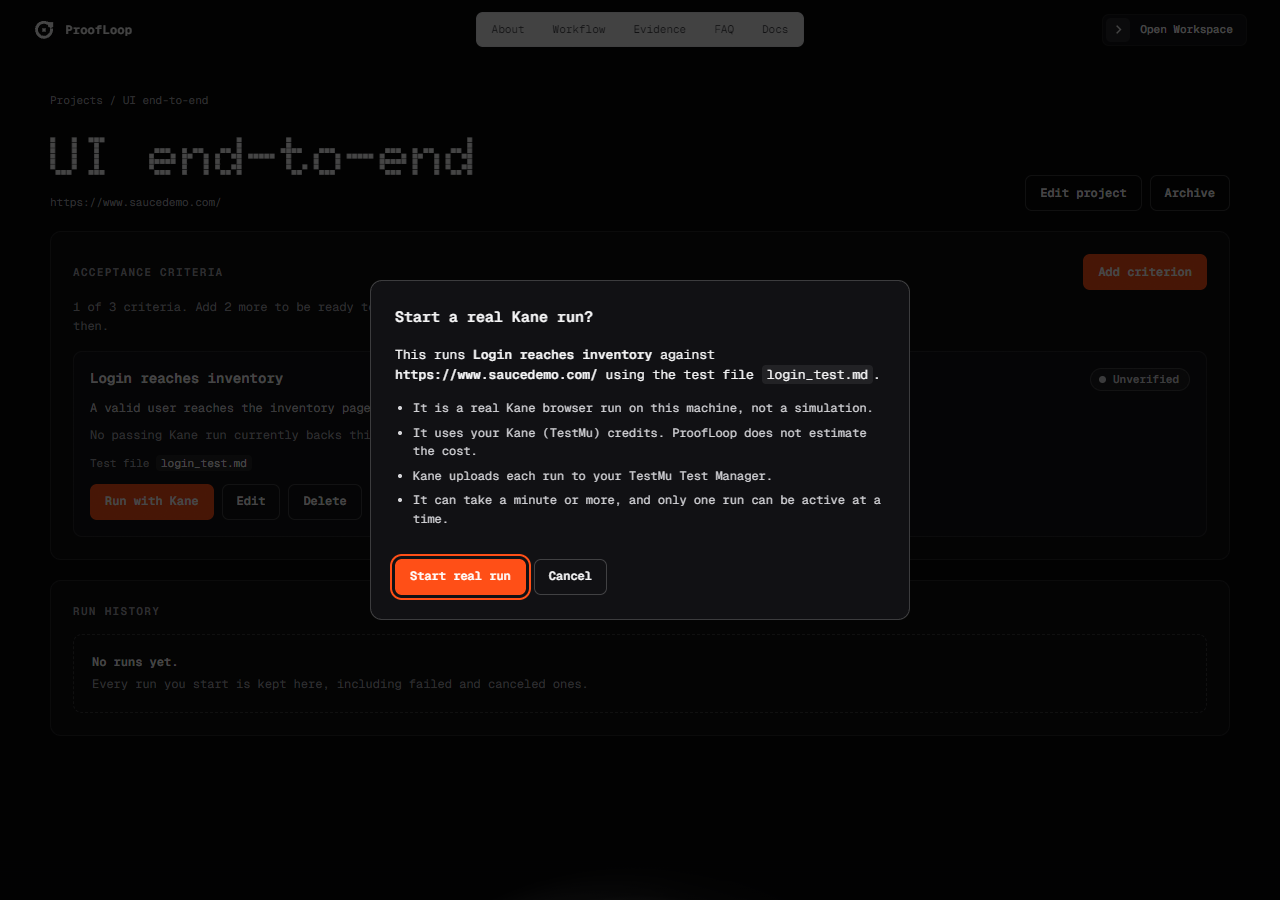 ProofLoop
About Workflow Evidence FAQ Docs
Open Workspace
Projects / UI end-to-end
UI end-to-end
https://www.saucedemo.com/
Edit project
Archive
ACCEPTANCE CRITERIA
Add criterion
1 of 3 criteria. Add 2 more to be ready
then.
Login reaches inventory
Unverified
A valid user reaches the inventory page
No passing Kane run currently backs
Test file login_test.md
Run with Kane
Edit
Delete
Start a real Kane run?
This runs Login reaches inventory against
https://www.saucedemo.com/ using the test file login_test.md.
• It is a real Kane browser run on this machine, not a simulation.
• It uses your Kane (TestMu) credits. ProofLoop does not estimate
the cost.
• Kane uploads each run to your TestMu Test Manager.
• It can take a minute or more, and only one run can be active at a
time.
Start real run
Cancel
RUN HISTORY
No runs yet.
Every run you start is kept here, including failed and canceled ones.